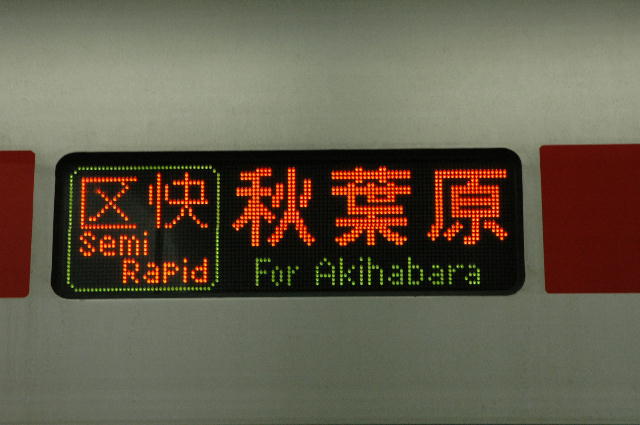 区快
Semi
Rapid
秋葉原
For Akihabara